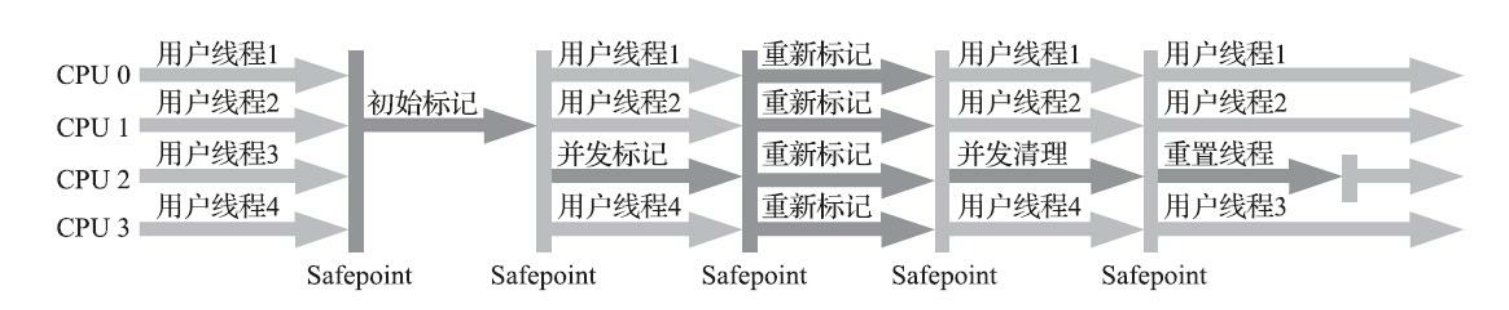 CPU 0 用户线程1 用户线程1 重新标记 用户线程1 用户线程1
CPU 1 用户线程2 初始标记 用户线程2 重新标记 用户线程2 用户线程2
CPU 2 用户线程3 并发标记 重新标记 并发清理 重置线程
CPU 3 用户线程4 用户线程4 重新标记 用户线程4 用户线程3
Safepoint Safepoint Safepoint Safepoint Safepoint